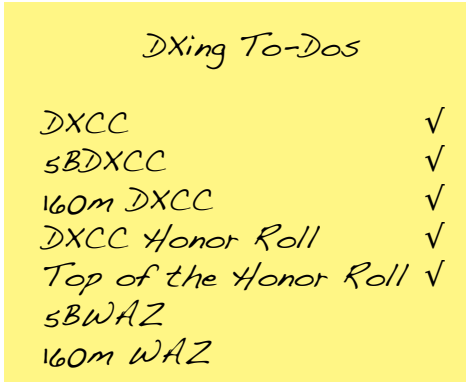 DXing To-Dos
DXCC √
5BDXCC √
160m DXCC √
DXCC Honor Roll √
Top of the Honor Roll √
5BWAZ
160m WAZ